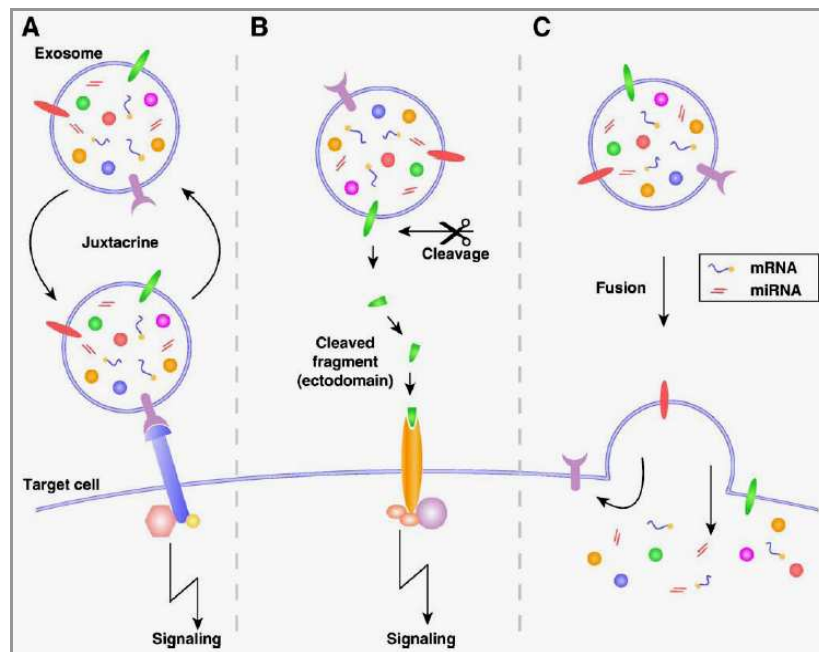 A
Exosome
Juxtacrine
Target cell
Signaling
B
Cleavage
Cleaved
fragment
(ectodomain)
Signaling
C
Fusion
mRNA
miRNA